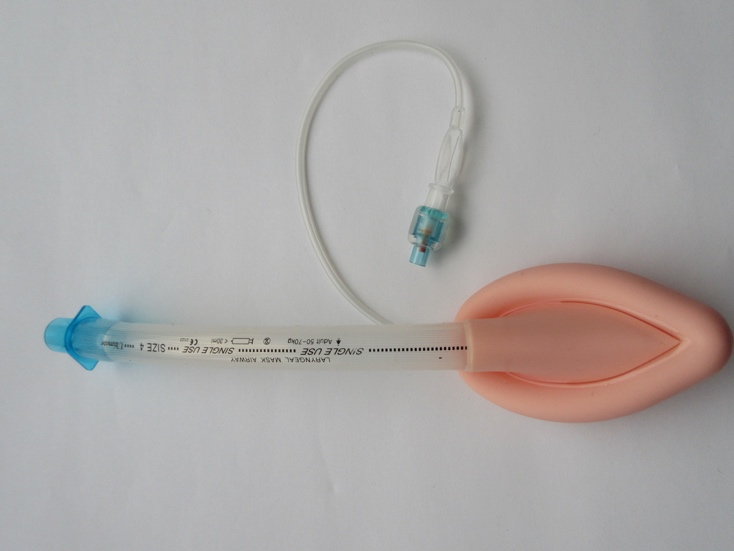 LARYNGEAL MASK AIRWAY
SINGLE USE SINGLE USE SIZE 4
Adult 50-70kg < 30ml CE